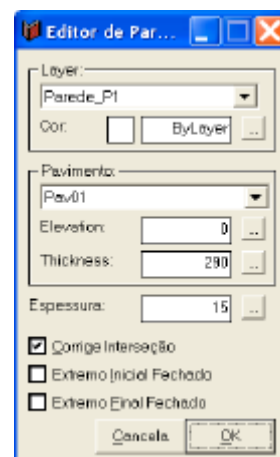 Editor de Par...
Layer:
Parede_P1
Cor: ByLayer ...
Pavimento:
Pav01
Elevation: 0 ...
Thickness: 290 ...
Espessura: 15 ...
Corrige Interseção
Extremo Inicial Fechado
Extremo Final Fechado
Cancela OK